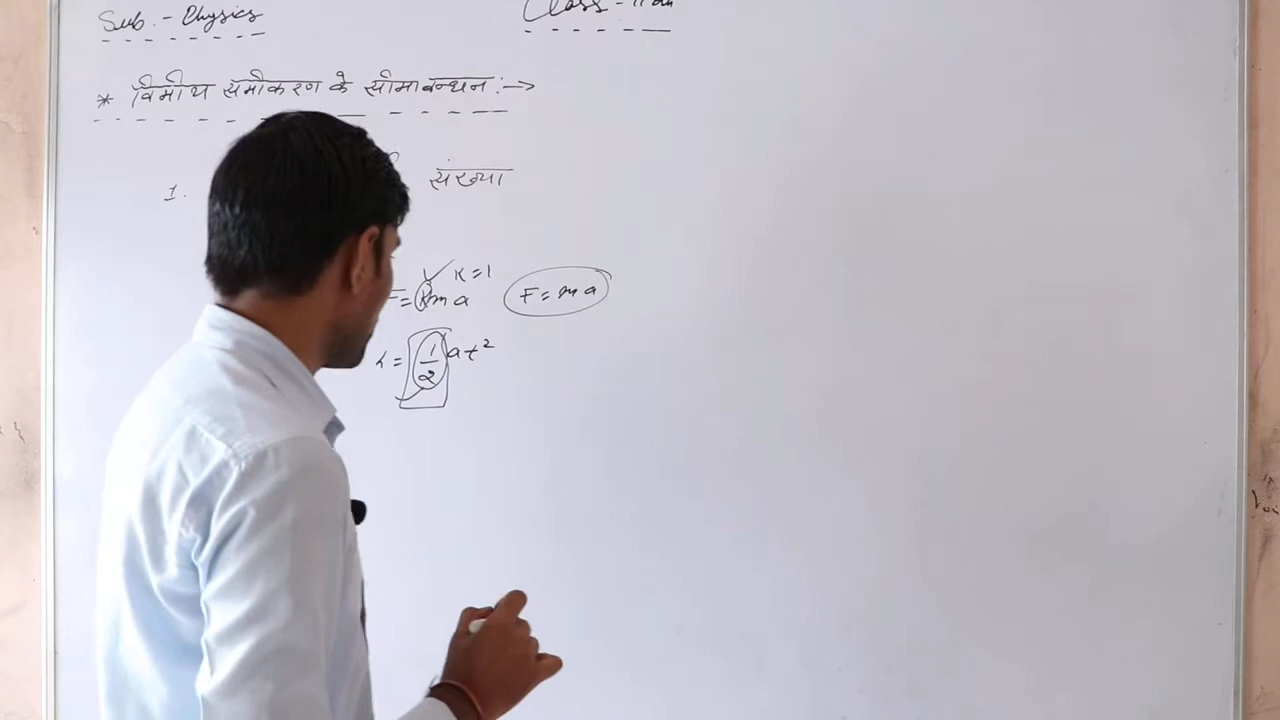 Sub. - Physics
Class - 11th
* विमीय समीकरण के सीमाबन्धन :->
1. संख्या
K = 1
= Kma F = ma
= 1/2 at²